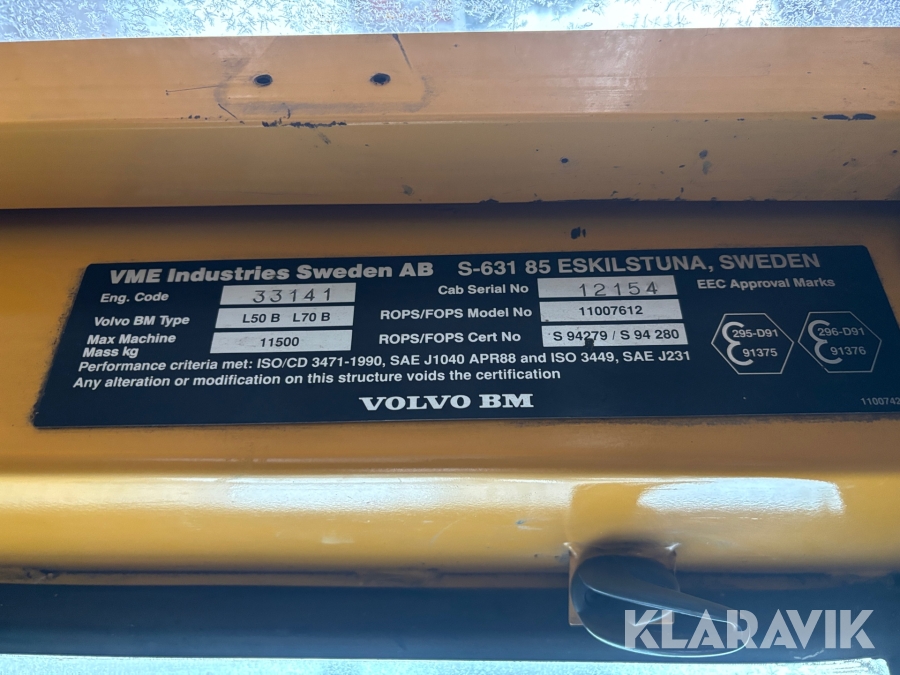 VME Industries Sweden AB S-631 85 ESKILSTUNA, SWEDEN
Eng. Code 33141 Cab Serial No 12154 EEC Approval Marks
Volvo BM Type L50 B L70 B ROPS/FOPS Model No 11007612
Max Machine Mass kg 11500 ROPS/FOPS Cert No S 94279 / S 94 280
295-D91 91375
296-D91 91376
Performance criteria met: ISO/CD 3471-1990, SAE J1040 APR88 and ISO 3449, SAE J231
Any alteration or modification on this structure voids the certification
VOLVO BM
1100742
KLARAVIK